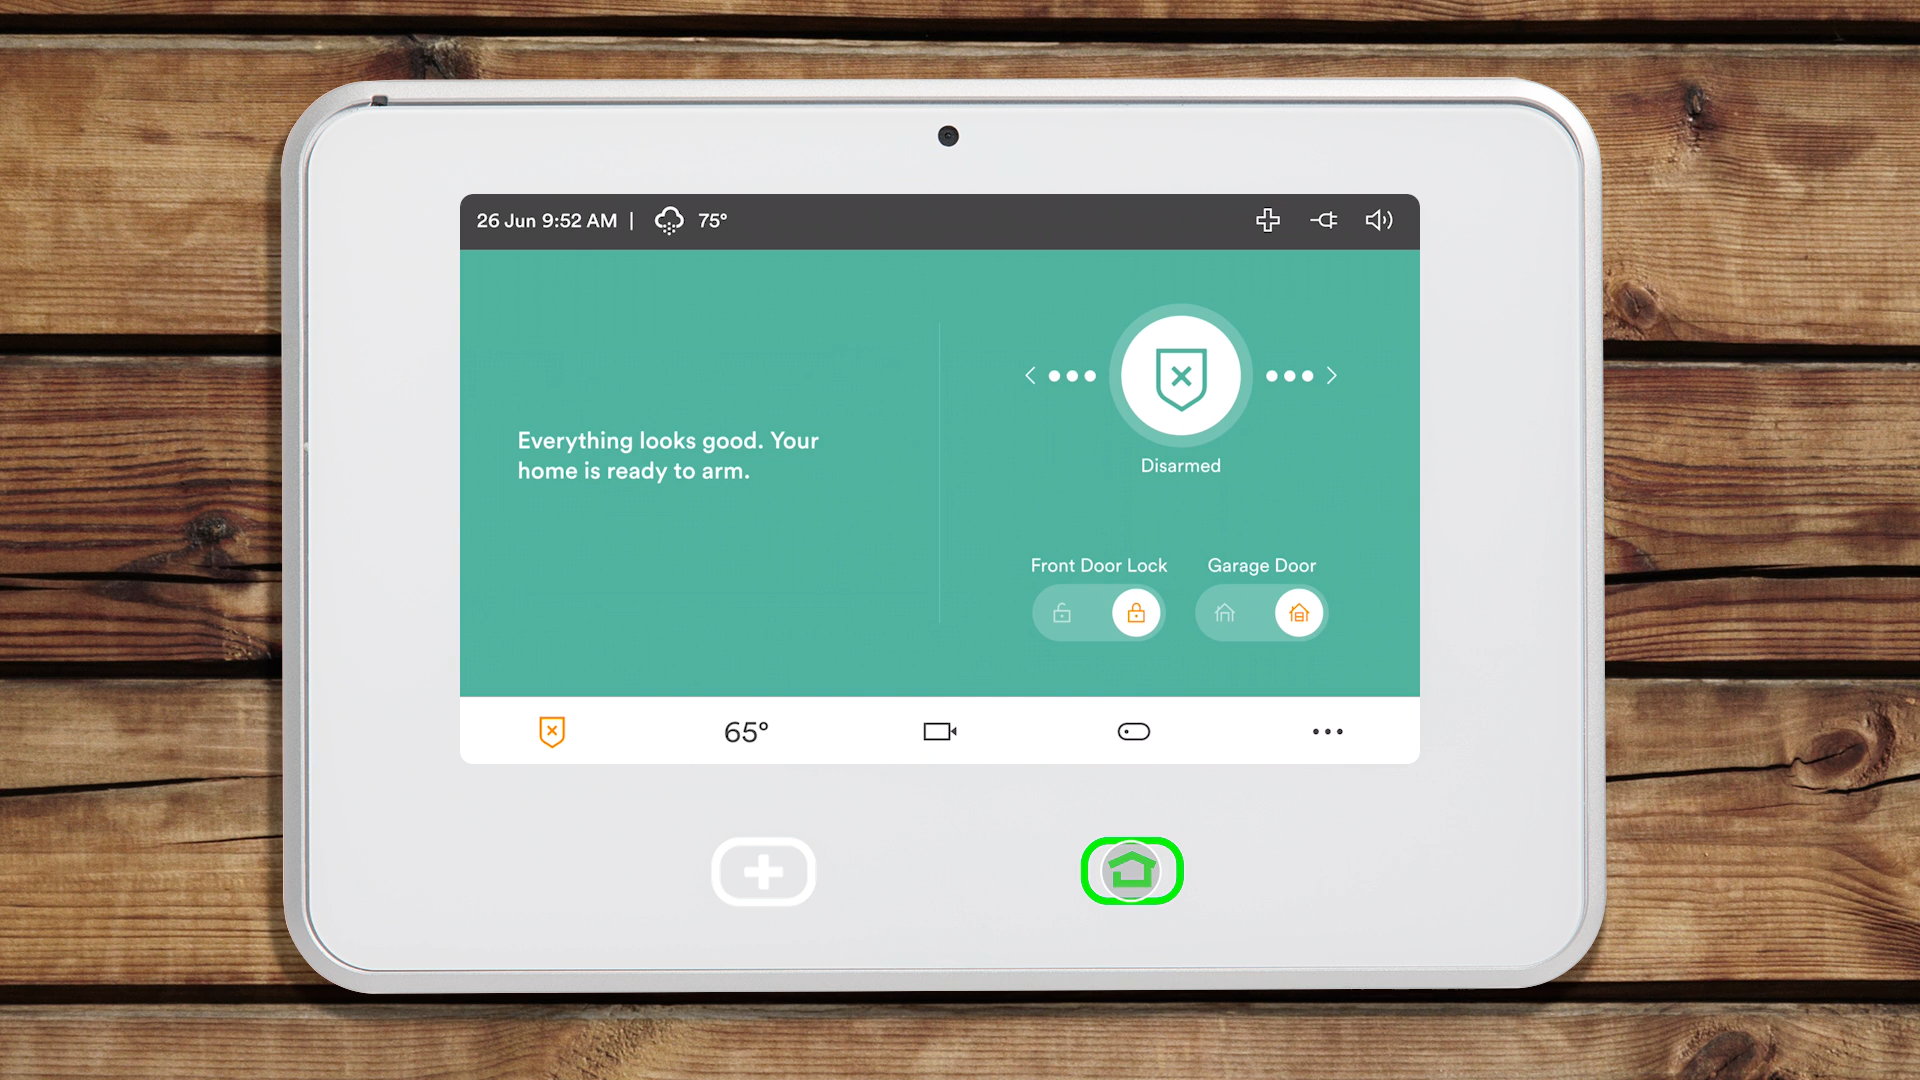 26 Jun 9:52 AM | 75°
Everything looks good. Your
home is ready to arm.
Disarmed
Front Door Lock
Garage Door
65°